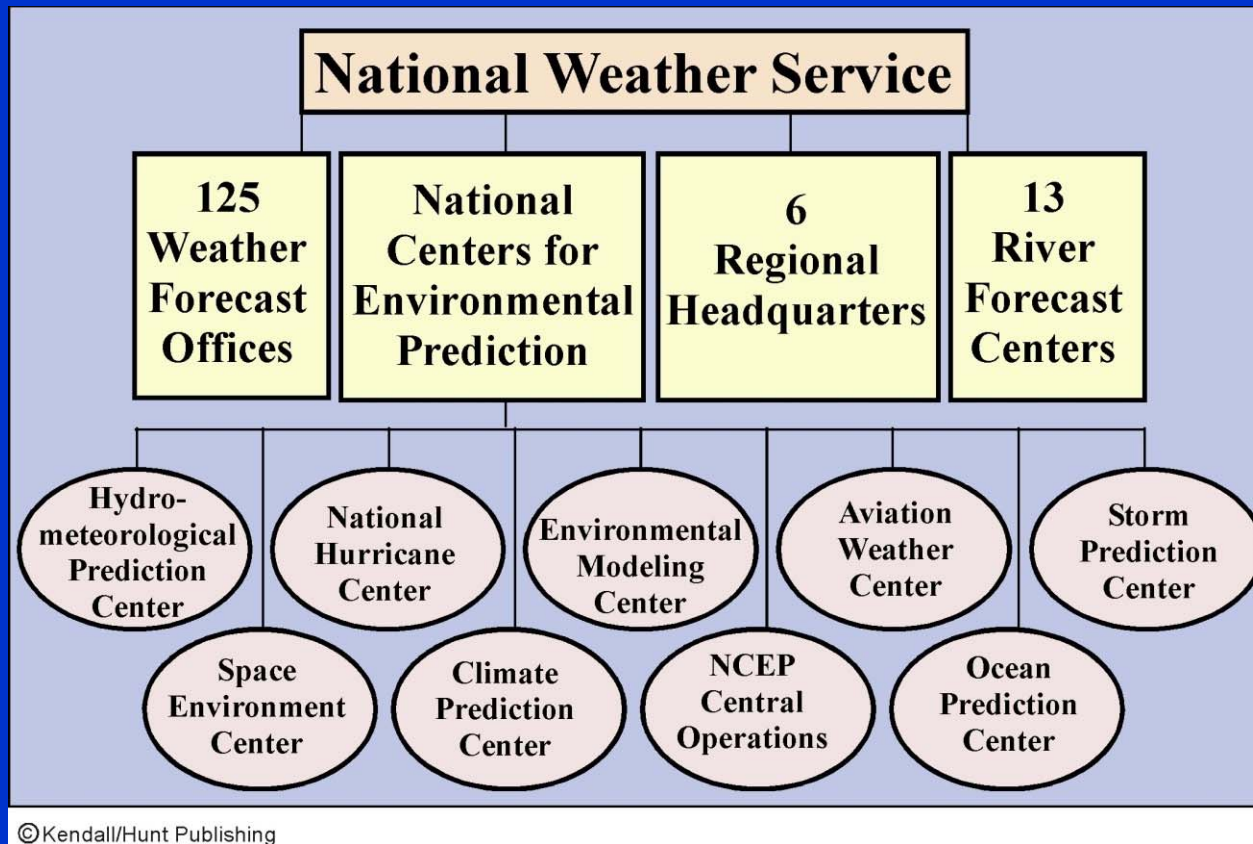 National Weather Service
125
Weather
Forecast
Offices
National
Centers for
Environmental
Prediction
6
Regional
Headquarters
13
River
Forecast
Centers
Hydro-
meteorological
Prediction
Center
National
Hurricane
Center
Environmental
Modeling
Center
Aviation
Weather
Center
Storm
Prediction
Center
Space
Environment
Center
Climate
Prediction
Center
NCEP
Central
Operations
Ocean
Prediction
Center
©Kendall/Hunt Publishing